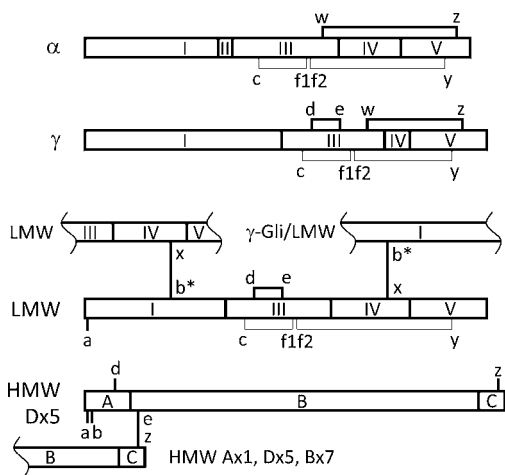 w z
α I II III IV V
c f1f2 y
d e w z
γ I III IV V
c f1f2 y
LMW III IV V γ-Gli/LMW I
x b*
b* d e x
LMW I III IV V
a c f1f2 y
d z
HMW A B C
Dx5 a b e
z
B C HMW Ax1, Dx5, Bx7